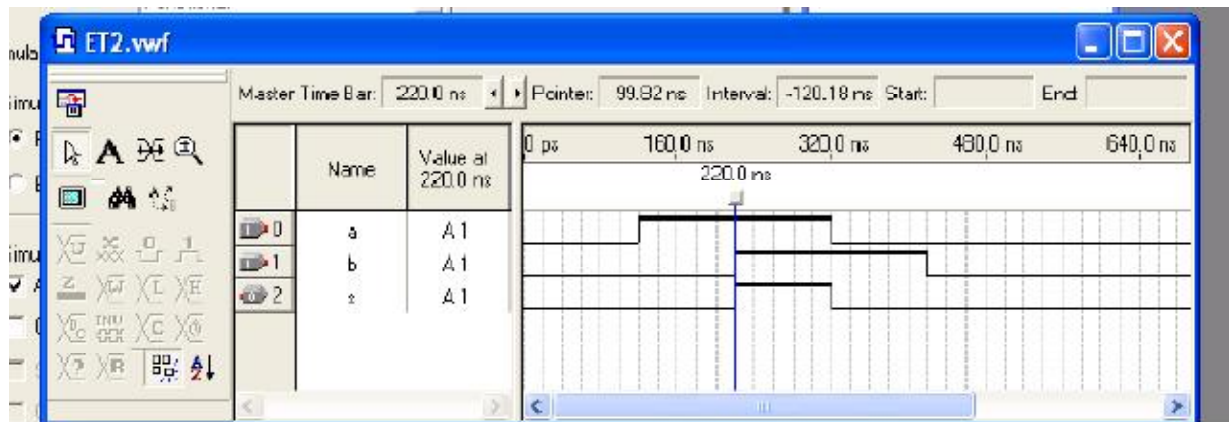 ET2.vwf
Master Time Bar: 220.0 ns Pointer: 99.82 ns Interval: -120.18 ns Start: End:
Name Value at 220.0 ns
0 ps 160.0 ns 320.0 ns 480.0 ns 640.0 ns
220.0 ns
0 a A 1
1 b A 1
2 A 1